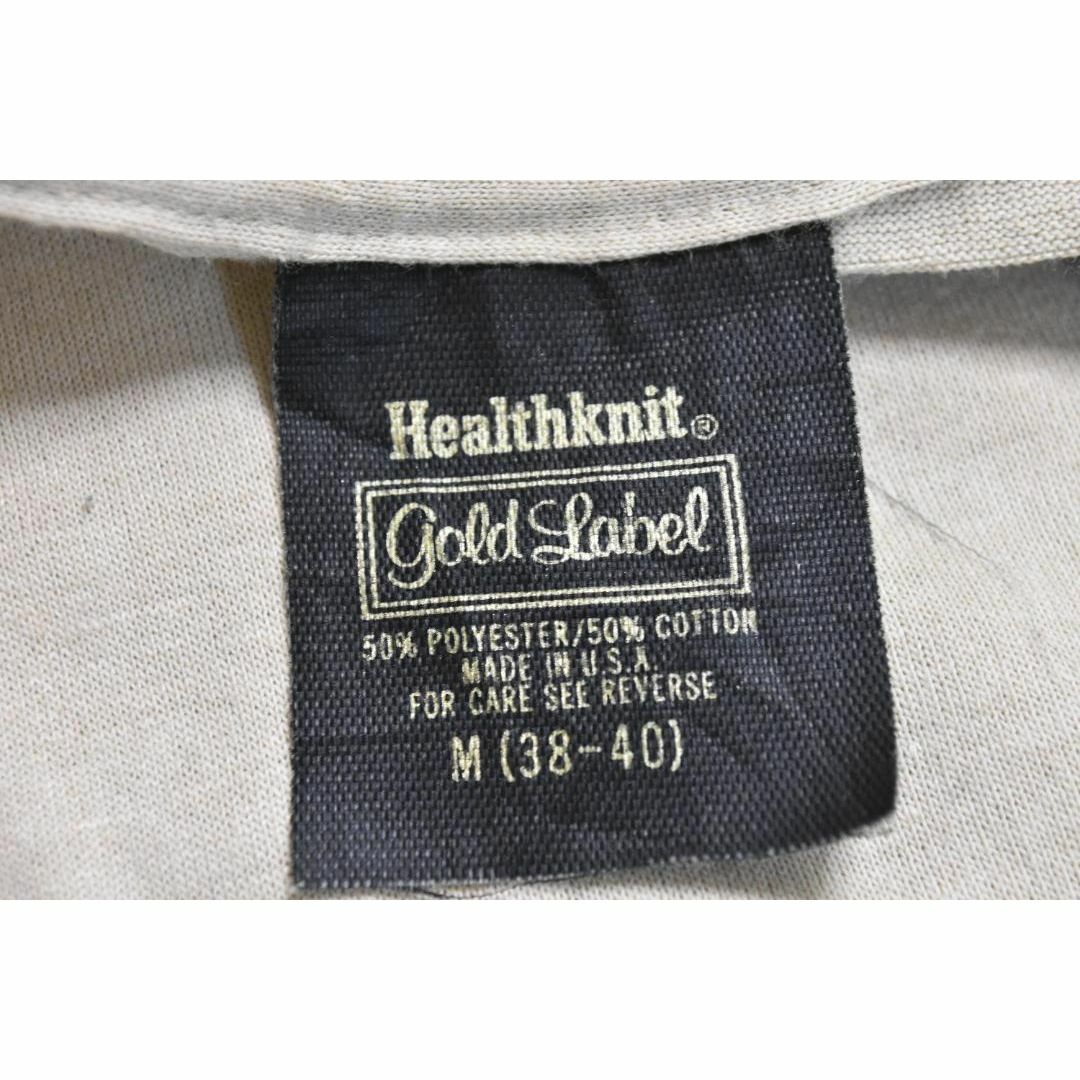 Healthknit®
Gold Label
50% POLYESTER/50% COTTON
MADE IN U.S.A.
FOR CARE SEE REVERSE
M (38-40)